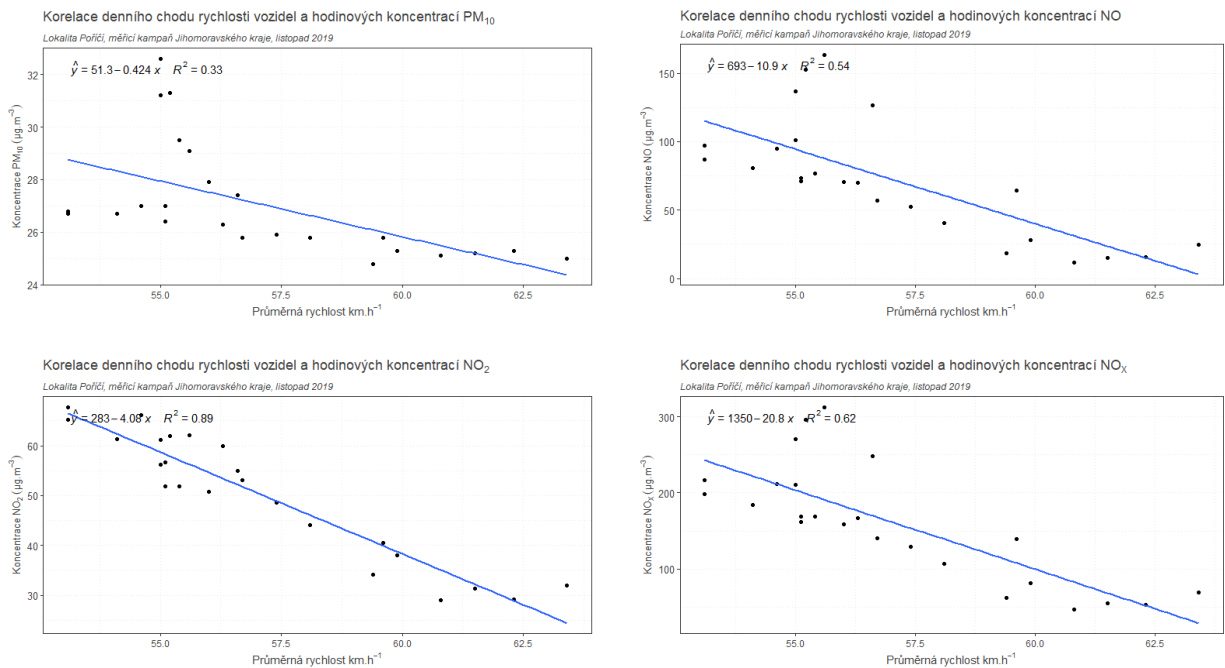 Korelace denního chodu rychlosti vozidel a hodinových koncentrací PM₁₀
Lokalita Poříčí, měřicí kampaň Jihomoravského kraje, listopad 2019
ŷ = 51.3 − 0.424 x R² = 0.33
Koncentrace PM₁₀ (µg.m⁻³)
32
30
28
26
24
55.0 57.5 60.0 62.5
Průměrná rychlost km.h⁻¹
Korelace denního chodu rychlosti vozidel a hodinových koncentrací NO
Lokalita Poříčí, měřicí kampaň Jihomoravského kraje, listopad 2019
ŷ = 693 − 10.9 x R² = 0.54
Koncentrace NO (µg.m⁻³)
150
100
50
0
55.0 57.5 60.0 62.5
Průměrná rychlost km.h⁻¹
Korelace denního chodu rychlosti vozidel a hodinových koncentrací NO₂
Lokalita Poříčí, měřicí kampaň Jihomoravského kraje, listopad 2019
ŷ = 283 − 4.08 x R² = 0.89
Koncentrace NO₂ (µg.m⁻³)
60
50
40
30
55.0 57.5 60.0 62.5
Průměrná rychlost km.h⁻¹
Korelace denního chodu rychlosti vozidel a hodinových koncentrací NOₓ
Lokalita Poříčí, měřicí kampaň Jihomoravského kraje, listopad 2019
ŷ = 1350 − 20.8 x R² = 0.62
Koncentrace NOₓ (µg.m⁻³)
300
200
100
55.0 57.5 60.0 62.5
Průměrná rychlost km.h⁻¹